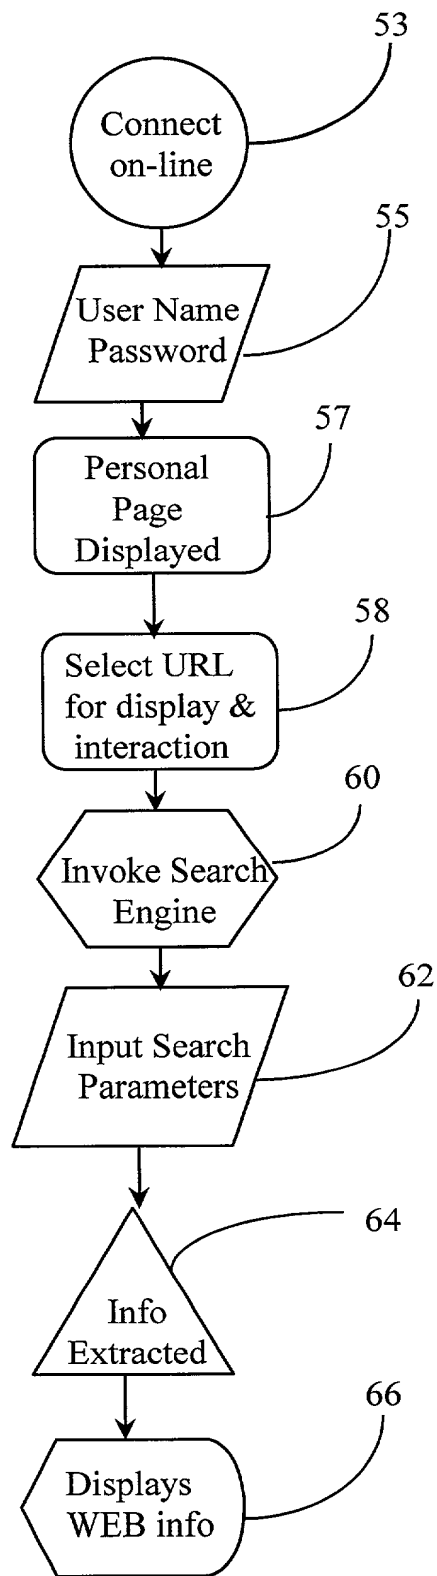 53
Connect
on-line
55
User Name
Password
57
Personal
Page
Displayed
58
Select URL
for display &
interaction
60
Invoke Search
Engine
62
Input Search
Parameters
64
Info
Extracted
66
Displays
WEB info